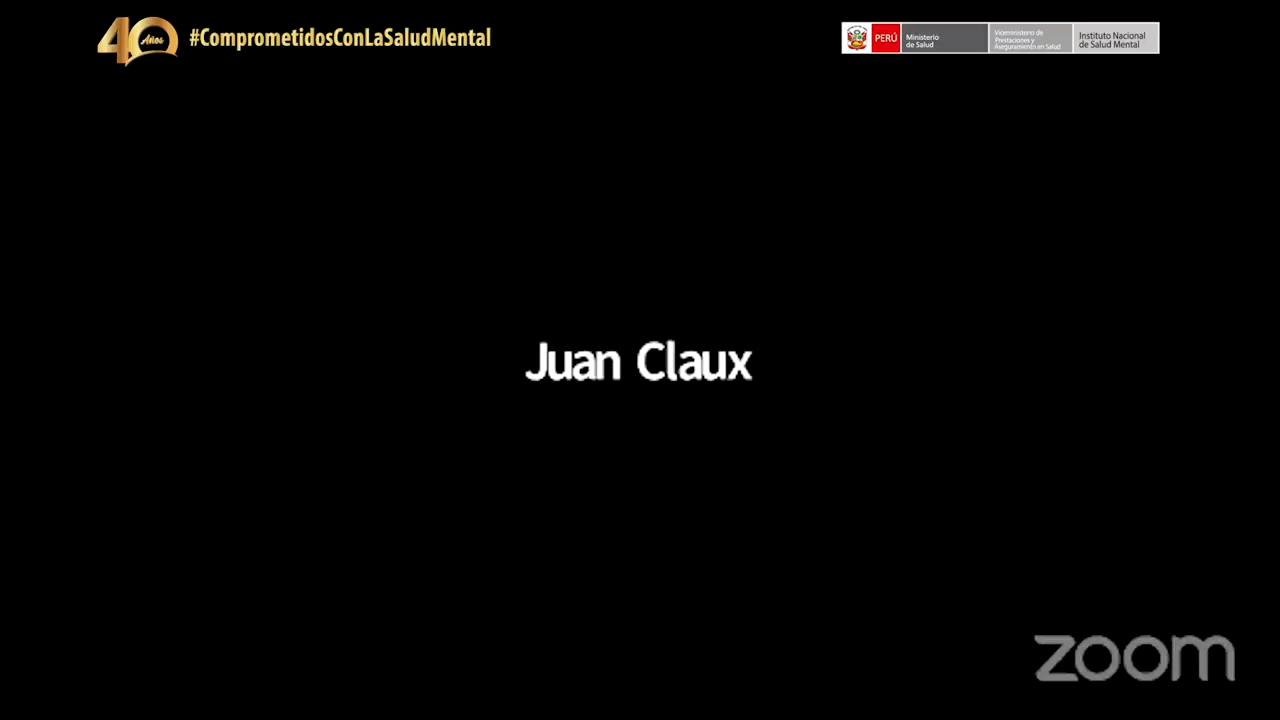 40 Años #ComprometidosConLaSaludMental
PERÚ
Ministerio
de Salud
Viceministerio de
Prestaciones y
Aseguramiento en Salud
Instituto Nacional
de Salud Mental
Juan Claux
zoom